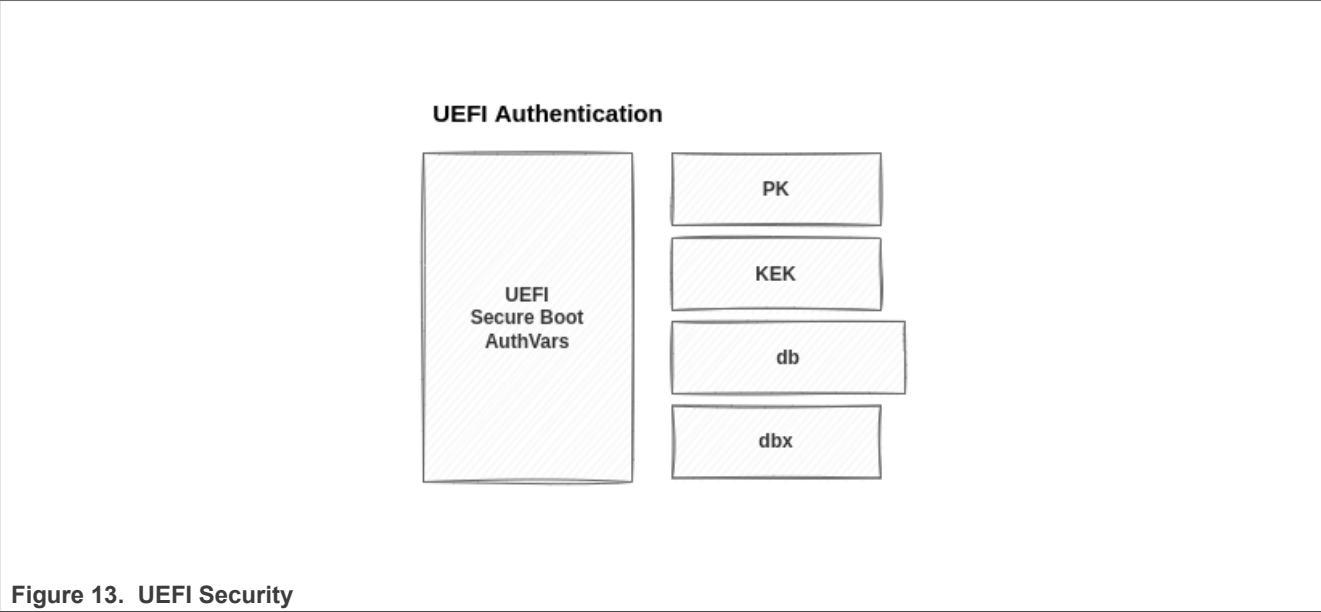 UEFI Authentication
UEFI
Secure Boot
AuthVars
PK
KEK
db
dbx
Figure 13. UEFI Security